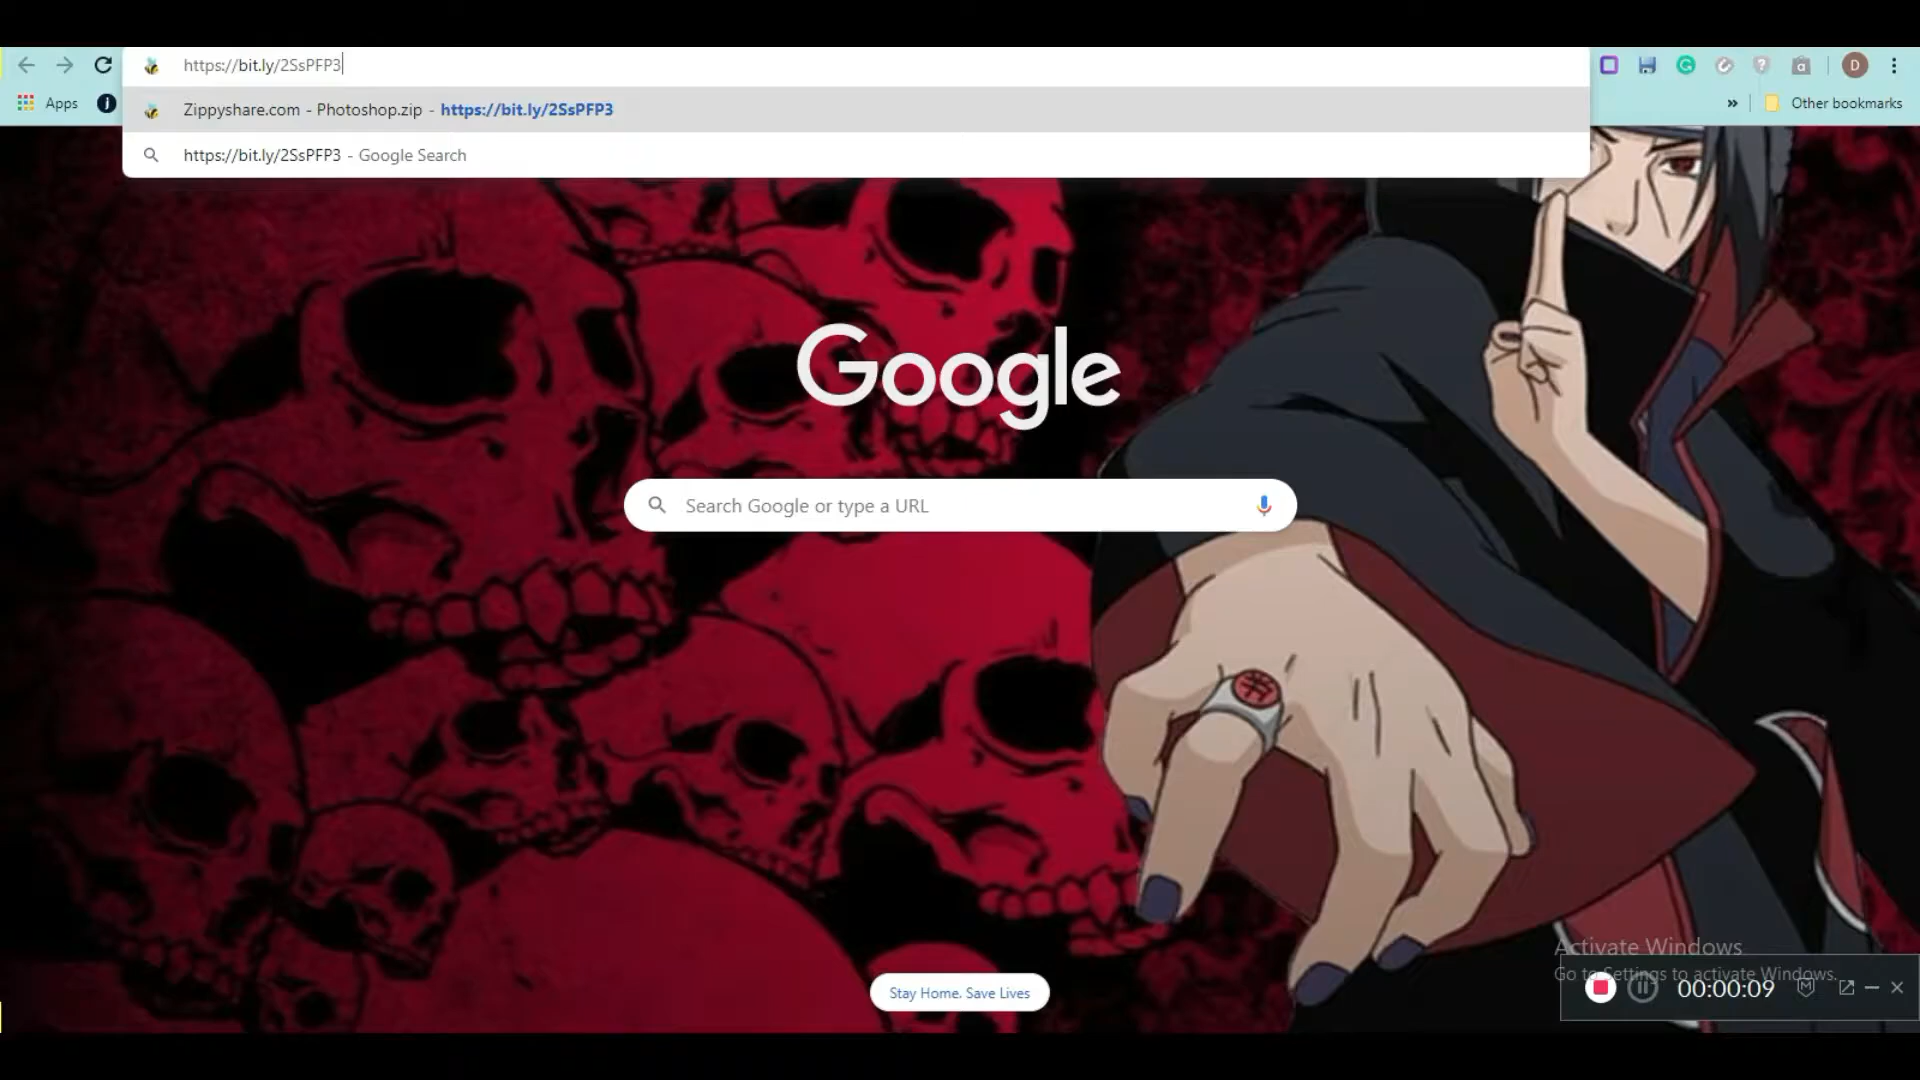 https://bit.ly/2SsPFP3
Zippyshare.com - Photoshop.zip - https://bit.ly/2SsPFP3
https://bit.ly/2SsPFP3 - Google Search
D
Apps
Other bookmarks
Google
Search Google or type a URL
Stay Home. Save Lives
Activate Windows
Go to Settings to activate Windows.
00:00:09